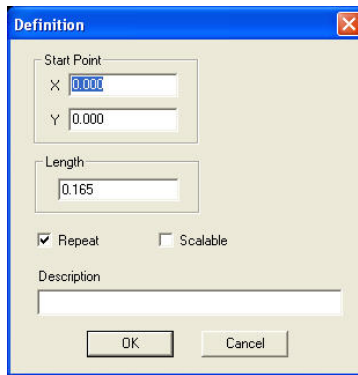 Definition
Start Point
X 0.000
Y 0.000
Length
0.165
Repeat Scalable
Description
OK Cancel